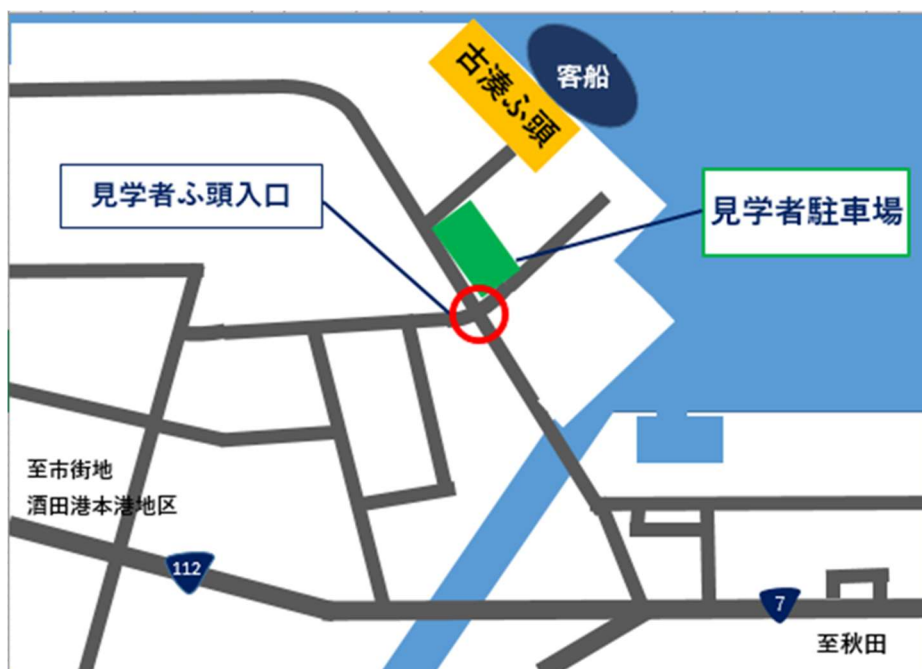 客船
古湊ふ頭
見学者ふ頭入口
見学者駐車場
至市街地
酒田港本港地区
112
7
至秋田